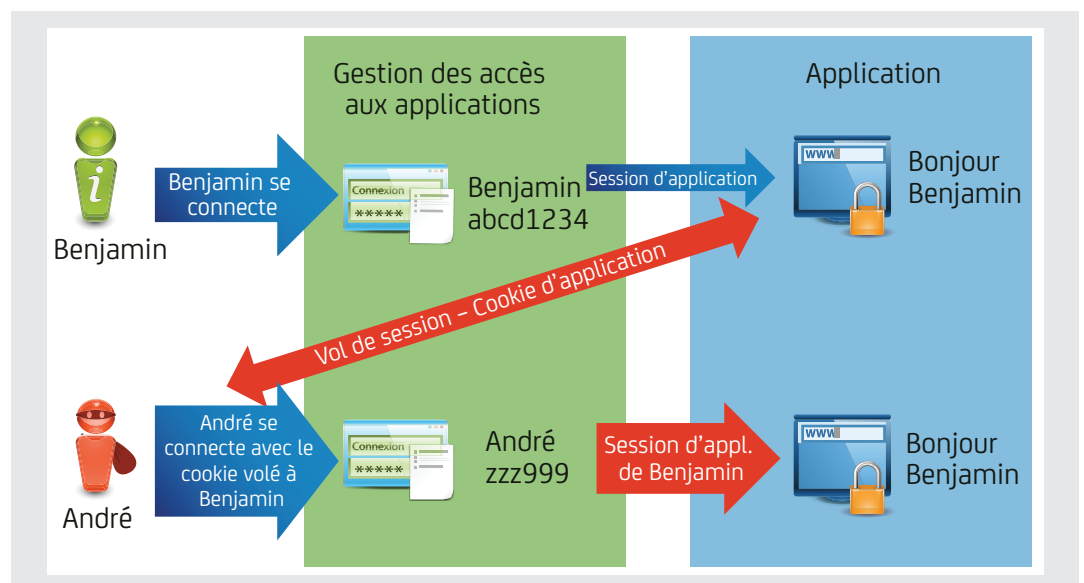 Gestion des accès
aux applications
Application
Benjamin se
connecte
Benjamin
Connexion
*****
Benjamin
abcd1234
Session d'application
www
Bonjour
Benjamin
Vol de session – Cookie d'application
André se
connecte avec le
cookie volé à
Benjamin
André
Connexion
*****
André
zzz999
Session d'appl.
de Benjamin
www
Bonjour
Benjamin